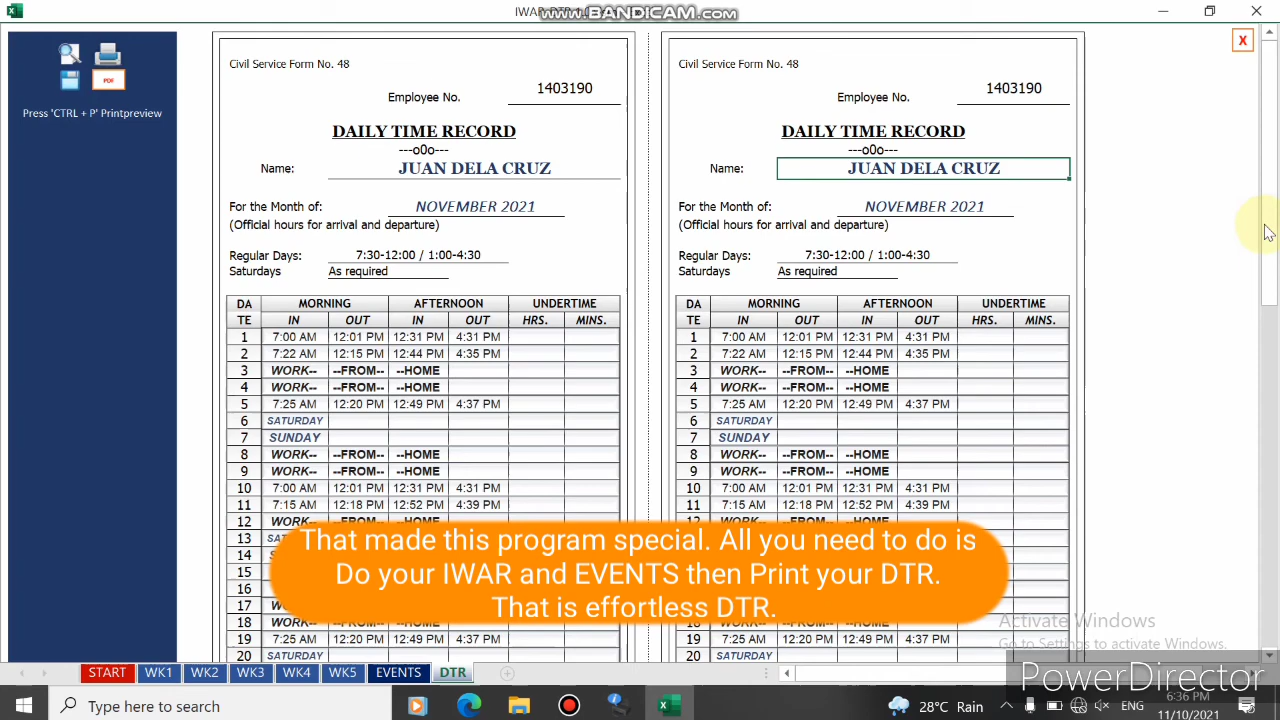 WWW.BANDICAM.COM
Press 'CTRL + P' Printpreview
Civil Service Form No. 48
Employee No. 1403190
DAILY TIME RECORD
---o0o---
Name: JUAN DELA CRUZ
For the Month of: NOVEMBER 2021
(Official hours for arrival and departure)
Regular Days: 7:30-12:00 / 1:00-4:30
Saturdays As required
DA MORNING AFTERNOON UNDERTIME
TE IN OUT IN OUT HRS. MINS.
1 7:00 AM 12:01 PM 12:31 PM 4:31 PM
2 7:22 AM 12:15 PM 12:44 PM 4:35 PM
3 WORK-- --FROM-- --HOME
4 WORK-- --FROM-- --HOME
5 7:25 AM 12:20 PM 12:49 PM 4:37 PM
6 SATURDAY
7 SUNDAY
8 WORK-- --FROM-- --HOME
9 WORK-- --FROM-- --HOME
10 7:00 AM 12:01 PM 12:31 PM 4:31 PM
11 7:15 AM 12:18 PM 12:52 PM 4:39 PM
12 WORK-- --FROM-- --HOME
13
14
15
16
17
18
19 7:25 AM 12:20 PM 12:49 PM 4:37 PM
20 SATURDAY
Civil Service Form No. 48
Employee No. 1403190
DAILY TIME RECORD
---o0o---
Name: JUAN DELA CRUZ
For the Month of: NOVEMBER 2021
(Official hours for arrival and departure)
Regular Days: 7:30-12:00 / 1:00-4:30
Saturdays As required
DA MORNING AFTERNOON UNDERTIME
TE IN OUT IN OUT HRS. MINS.
1 7:00 AM 12:01 PM 12:31 PM 4:31 PM
2 7:22 AM 12:15 PM 12:44 PM 4:35 PM
3 WORK-- --FROM-- --HOME
4 WORK-- --FROM-- --HOME
5 7:25 AM 12:20 PM 12:49 PM 4:37 PM
6 SATURDAY
7 SUNDAY
8 WORK-- --FROM-- --HOME
9 WORK-- --FROM-- --HOME
10 7:00 AM 12:01 PM 12:31 PM 4:31 PM
11 7:15 AM 12:18 PM 12:52 PM 4:39 PM
12 WORK-- --FROM-- --HOME
13
14
15
16
17
18
19 7:25 AM 12:20 PM 12:49 PM 4:37 PM
20 SATURDAY
That made this program special. All you need to do is
Do your IWAR and EVENTS then Print your DTR.
That is effortless DTR.
Activate Windows
Go to Settings to activate Windows.
START WK1 WK2 WK3 WK4 WK5 EVENTS DTR
PowerDirector
Type here to search
28°C Rain
ENG
6:36 PM
11/10/2021